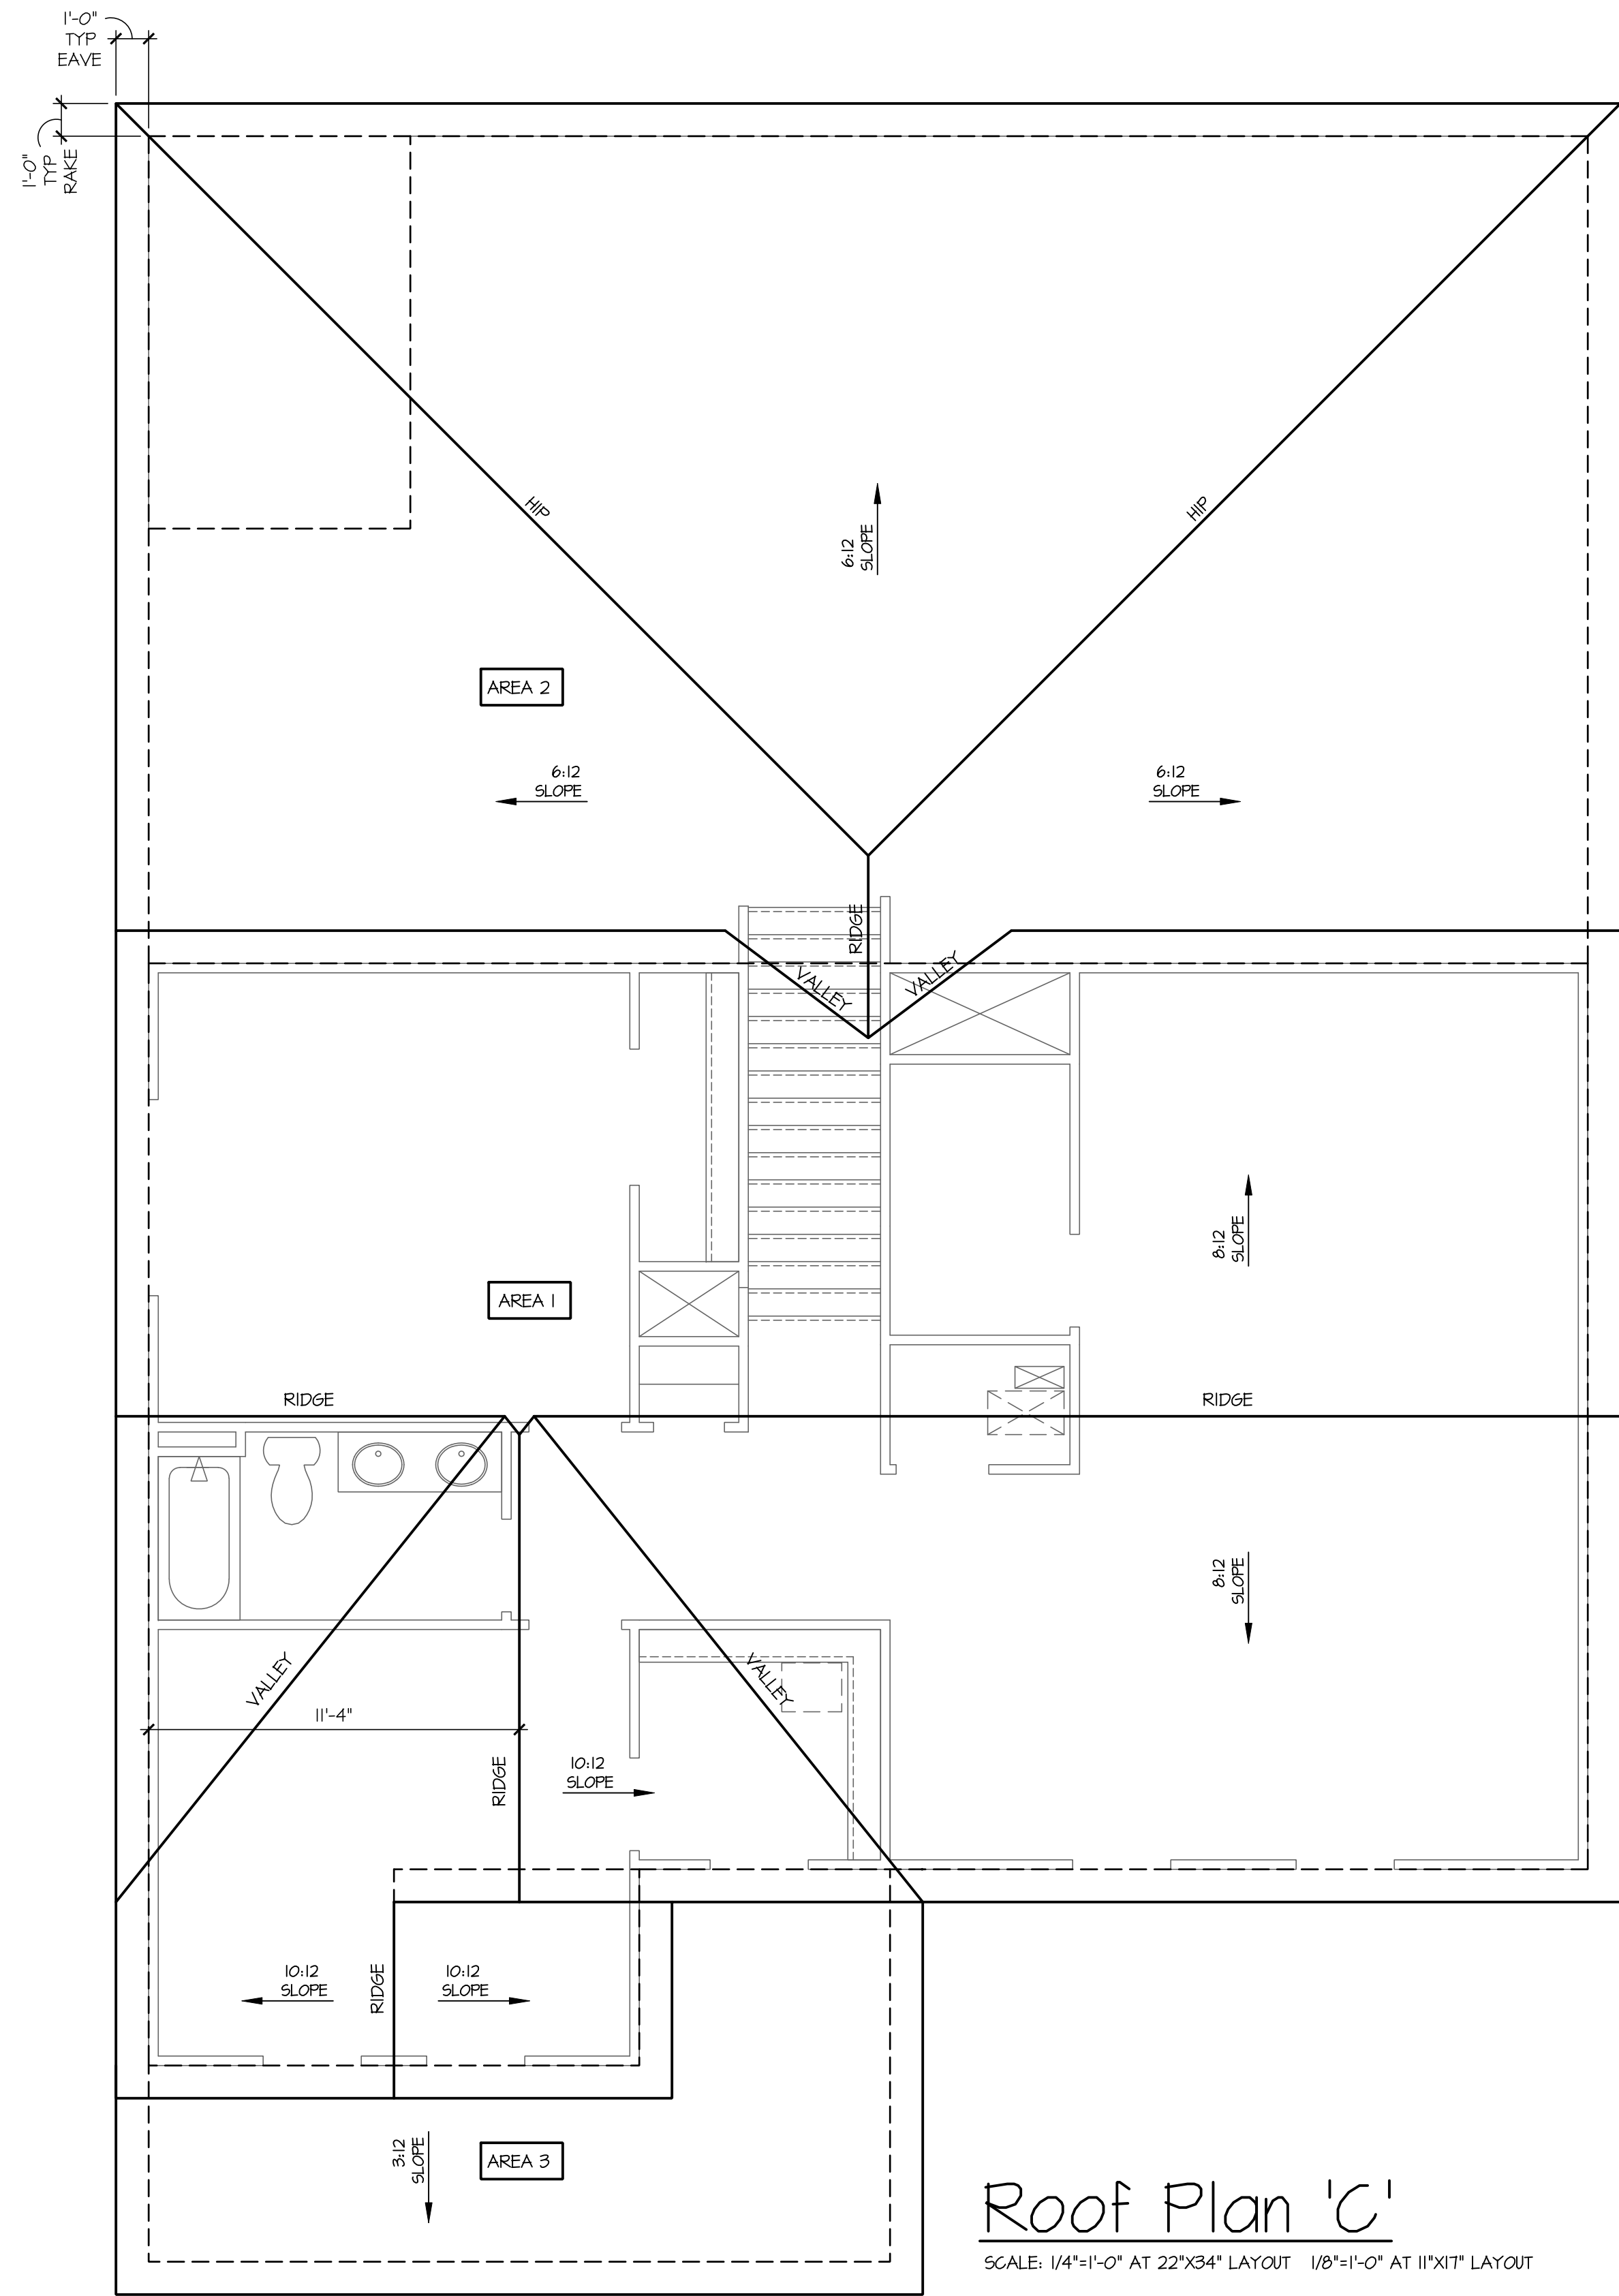 1'-0"
TYP
EAVE
1'-0"
TYP
RAKE
HIP
HIP
6:12
SLOPE
AREA 2
6:12
SLOPE
6:12
SLOPE
RIDGE
VALLEY
VALLEY
8:12
SLOPE
AREA 1
RIDGE
RIDGE
8:12
SLOPE
VALLEY
VALLEY
11'-4"
RIDGE
10:12
SLOPE
10:12
SLOPE
RIDGE
10:12
SLOPE
3:12
SLOPE
AREA 3
Roof Plan 'C'
SCALE: 1/4"=1'-0" AT 22"X34" LAYOUT 1/8"=1'-0" AT 11"X17" LAYOUT